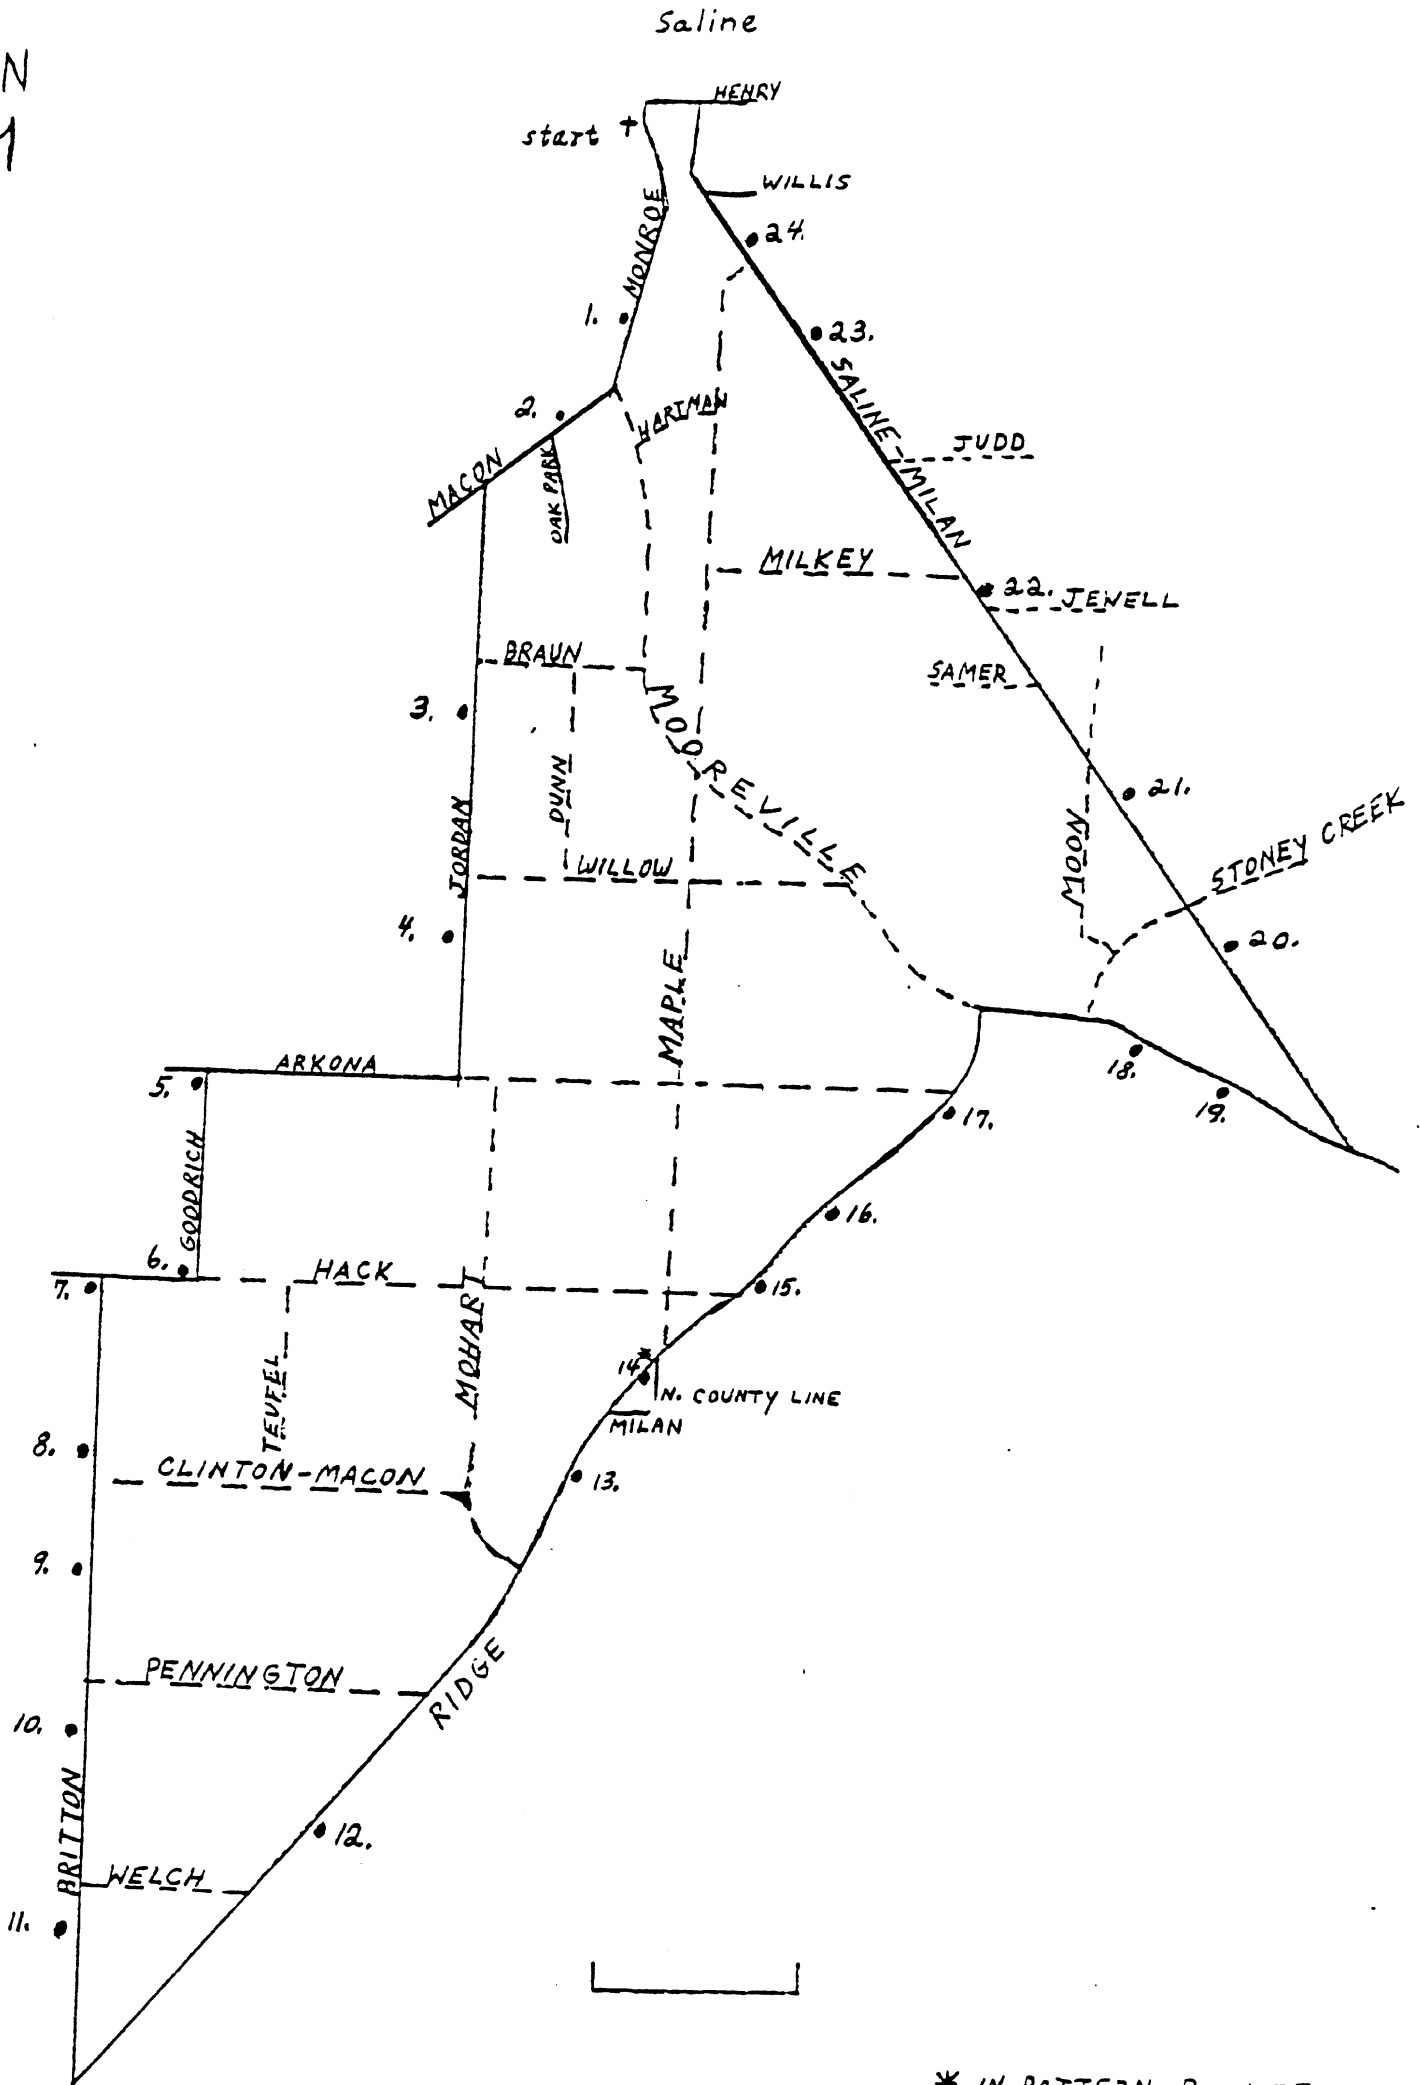 Saline
N
HENRY
start +
WILLIS
24.
MONROE
1.
23.
2.
HARTMAN
SALINE-MILAN
JUDD
MACON
OAK PARK
MILKEY
22. JEWELL
BRAUN
SAMER
3.
MOOREVILLE
DUNN
21.
JORDAN
MOON
STONEY CREEK
WILLOW
4.
20.
MAPLE
ARKONA
5.
18.
19.
17.
GOODRICH
16.
6.
HACK
7.
15.
MOHART
TEUFEL
*
14.
N. COUNTY LINE
MILAN
8.
CLINTON-MACON
13.
9.
PENNINGTON
RIDGE
10.
BRITTON
12.
WELCH
11.
* IN PATTERN